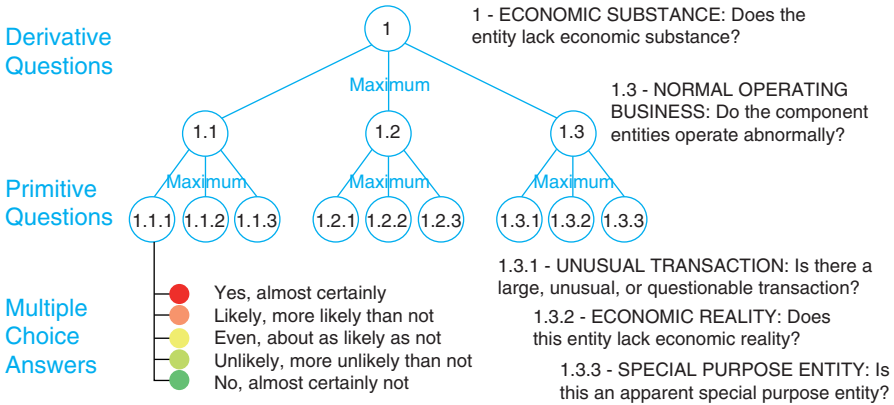 Derivative
Questions
1
1 - ECONOMIC SUBSTANCE: Does the
entity lack economic substance?
Maximum
1.3 - NORMAL OPERATING
BUSINESS: Do the component
entities operate abnormally?
1.1
1.2
1.3
Primitive
Questions
Maximum
Maximum
1.1.1
1.1.2
1.1.3
1.2.1
1.2.2
1.2.3
1.3.1
1.3.2
1.3.3
1.3.1 - UNUSUAL TRANSACTION: Is there a
large, unusual, or questionable transaction?
1.3.2 - ECONOMIC REALITY: Does
this entity lack economic reality?
1.3.3 - SPECIAL PURPOSE ENTITY: Is
this an apparent special purpose entity?
Multiple
Choice
Answers
Yes, almost certainly
Likely, more likely than not
Even, about as likely as not
Unlikely, more unlikely than not
No, almost certainly not